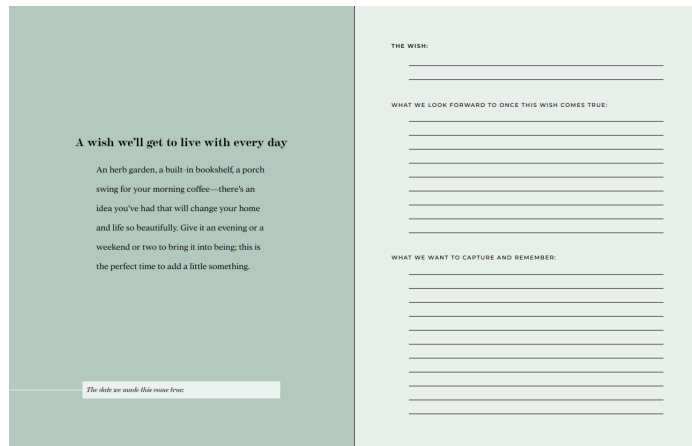 A wish we'll get to live with every day
An herb garden, a built-in bookshelf, a porch
swing for your morning coffee—there's an
idea you've had that will change your home
and life so beautifully. Give it an evening or a
weekend or two to bring it into being; this is
the perfect time to add a little something.
The date we made this come true:
THE WISH:
WHAT WE LOOK FORWARD TO ONCE THIS WISH COMES TRUE:
WHAT WE WANT TO CAPTURE AND REMEMBER: